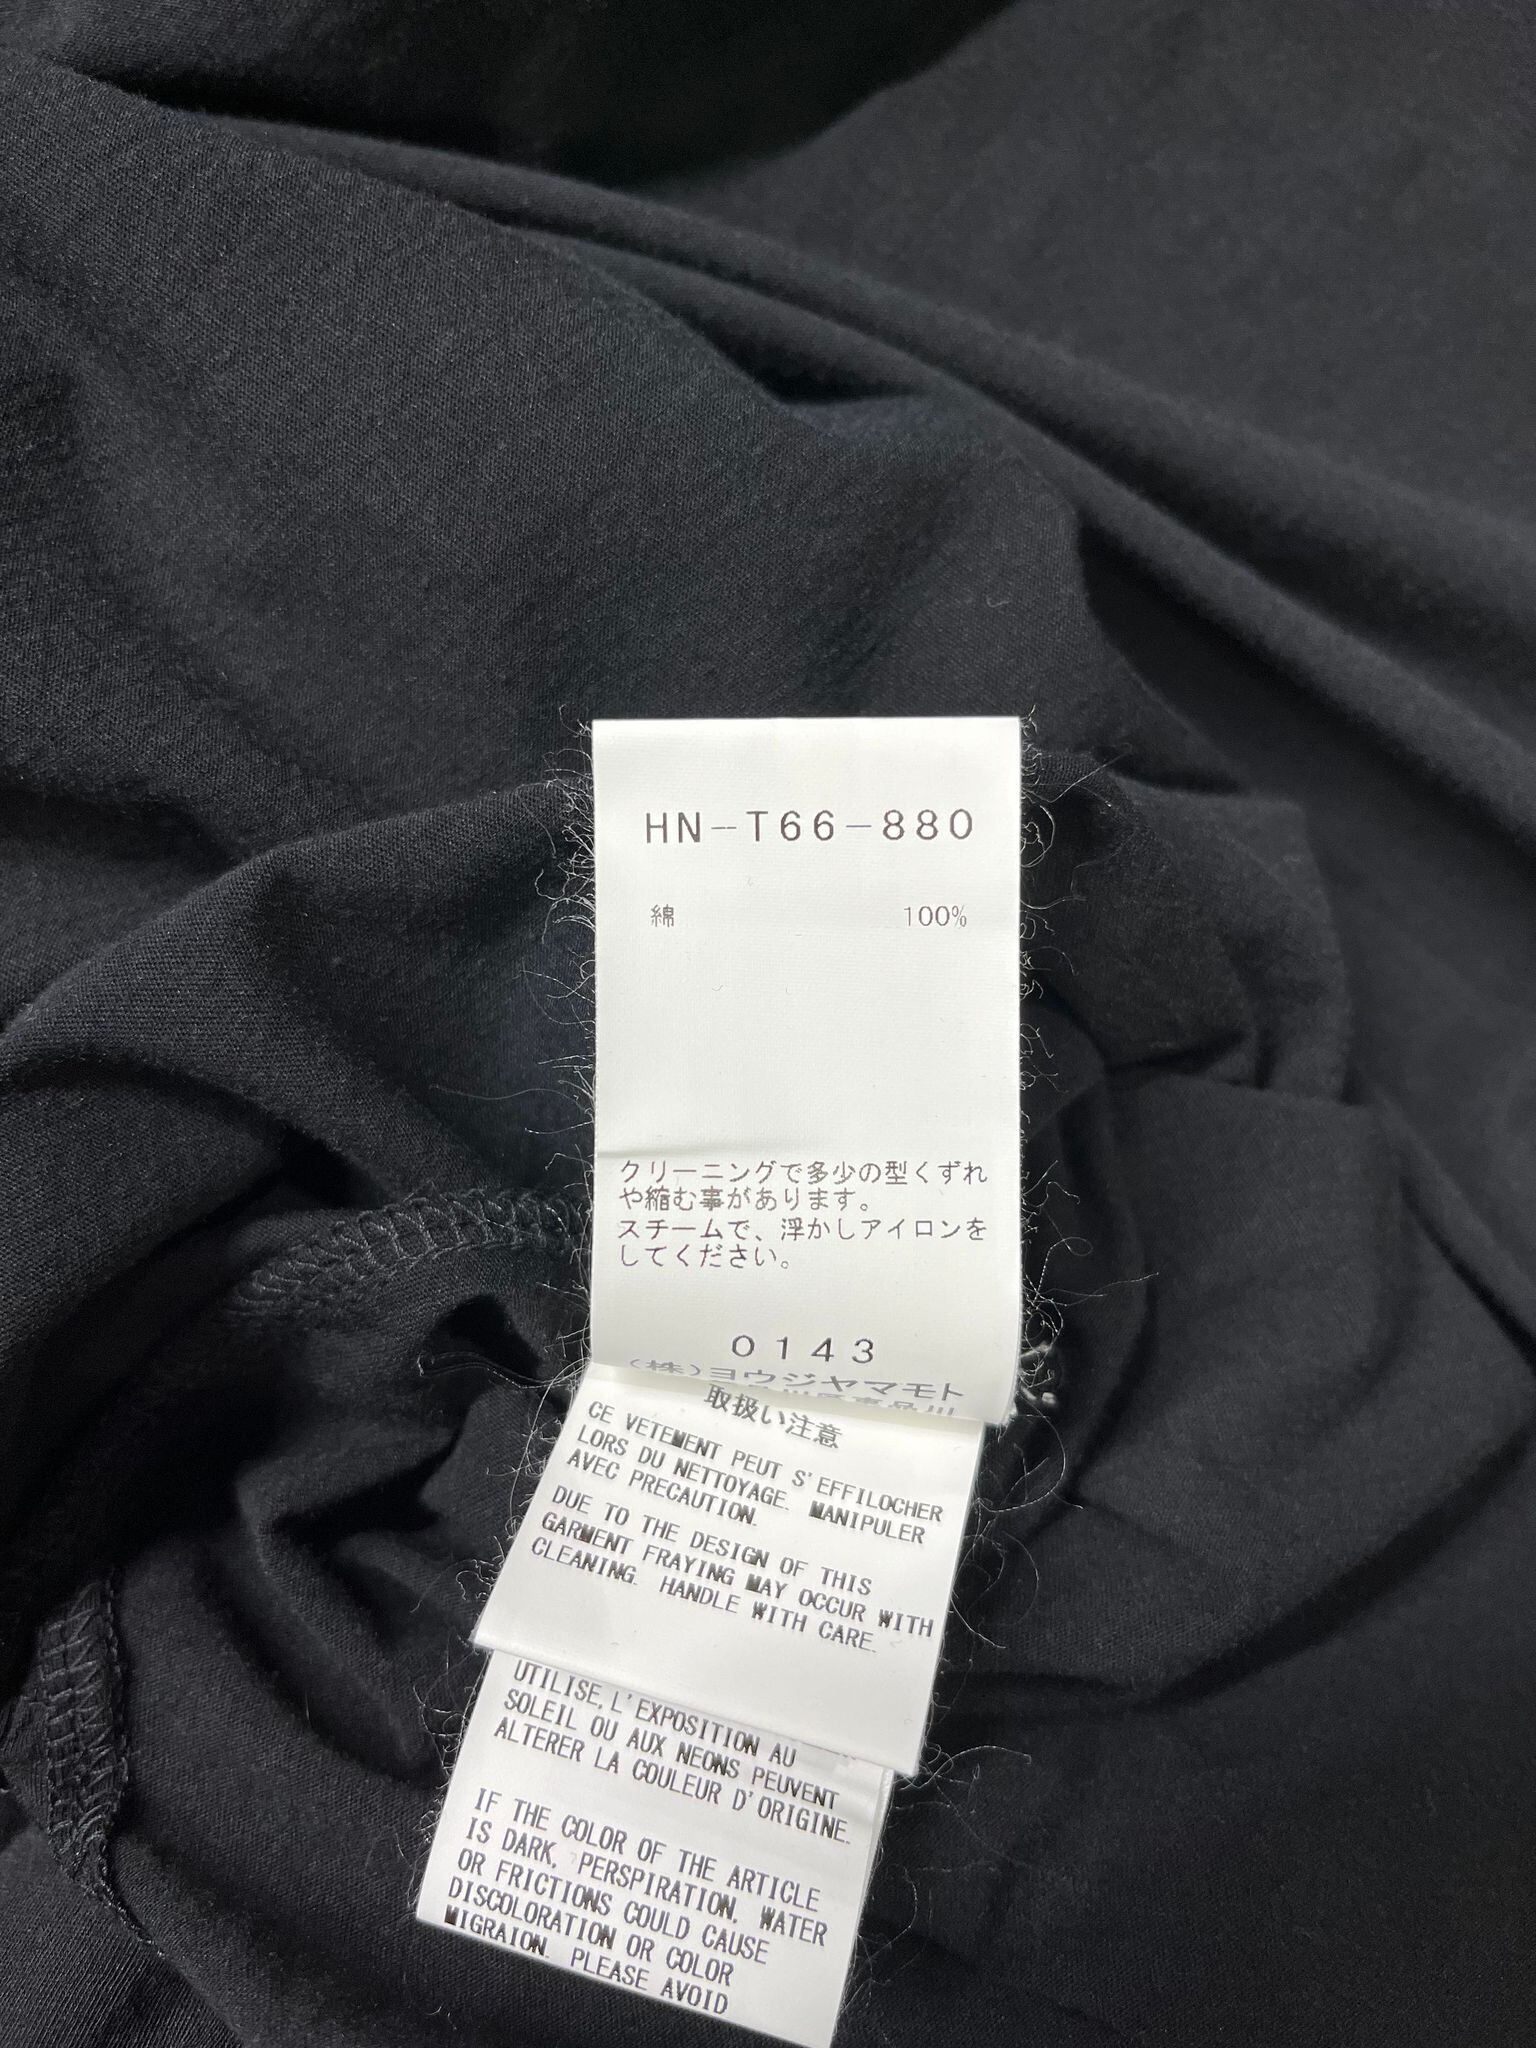 HN-T66-880
綿 100%
クリーニングで多少の型くずれ
や縮む事があります。
スチームで、浮かしアイロンを
してください。
0143
(株)ヨウジヤマモト
取扱い注意
CE VETEMENT PEUT S'EFFILOCHER
LORS DU NETTOYAGE. MANIPULER
AVEC PRECAUTION.
DUE TO THE DESIGN OF THIS
GARMENT FRAYING MAY OCCUR WITH
CLEANING. HANDLE WITH CARE.
UTILISE, L'EXPOSITION AU
SOLEIL OU AUX NEONS PEUVENT
ALTERER LA COULEUR D'ORIGINE.
IF THE COLOR OF THE ARTICLE
IS DARK, PERSPIRATION, WATER
OR FRICTIONS COULD CAUSE
DISCOLORATION OR COLOR
MIGRAION. PLEASE AVOID